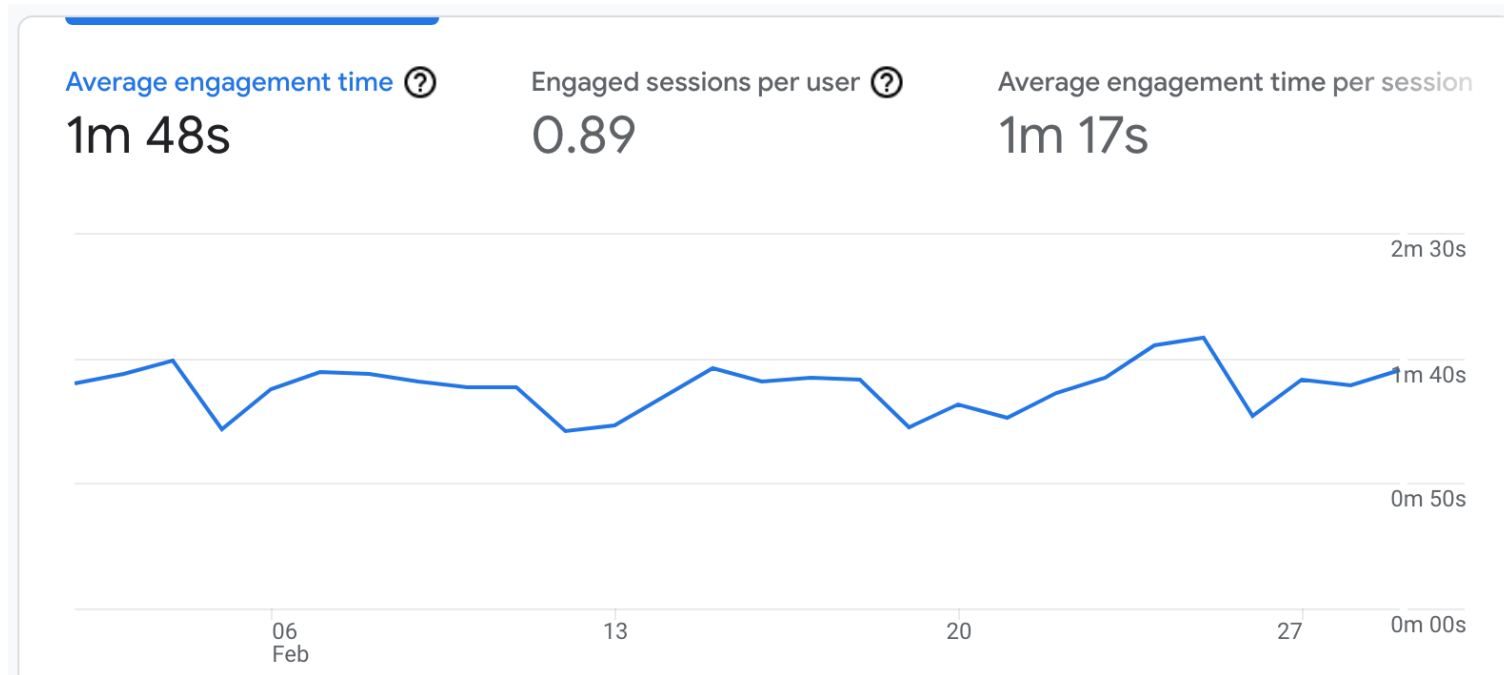 Average engagement time ?
1m 48s
Engaged sessions per user ?
0.89
Average engagement time per session
1m 17s
2m 30s
1m 40s
0m 50s
0m 00s
06
Feb
13
20
27